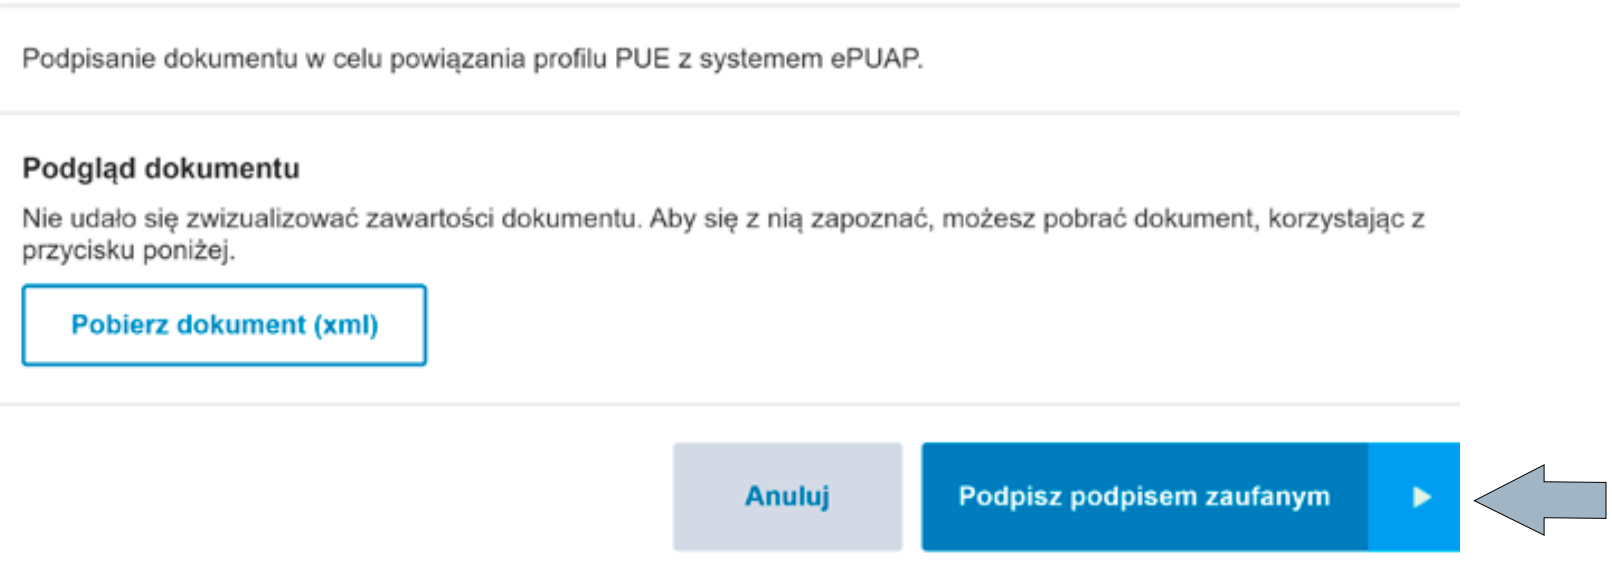 Podpisanie dokumentu w celu powiązania profilu PUE z systemem ePUAP.
Podgląd dokumentu
Nie udało się zwizualizować zawartości dokumentu. Aby się z nią zapoznać, możesz pobrać dokument, korzystając z
przycisku poniżej.
Pobierz dokument (xml)
Anuluj
Podpisz podpisem zaufanym